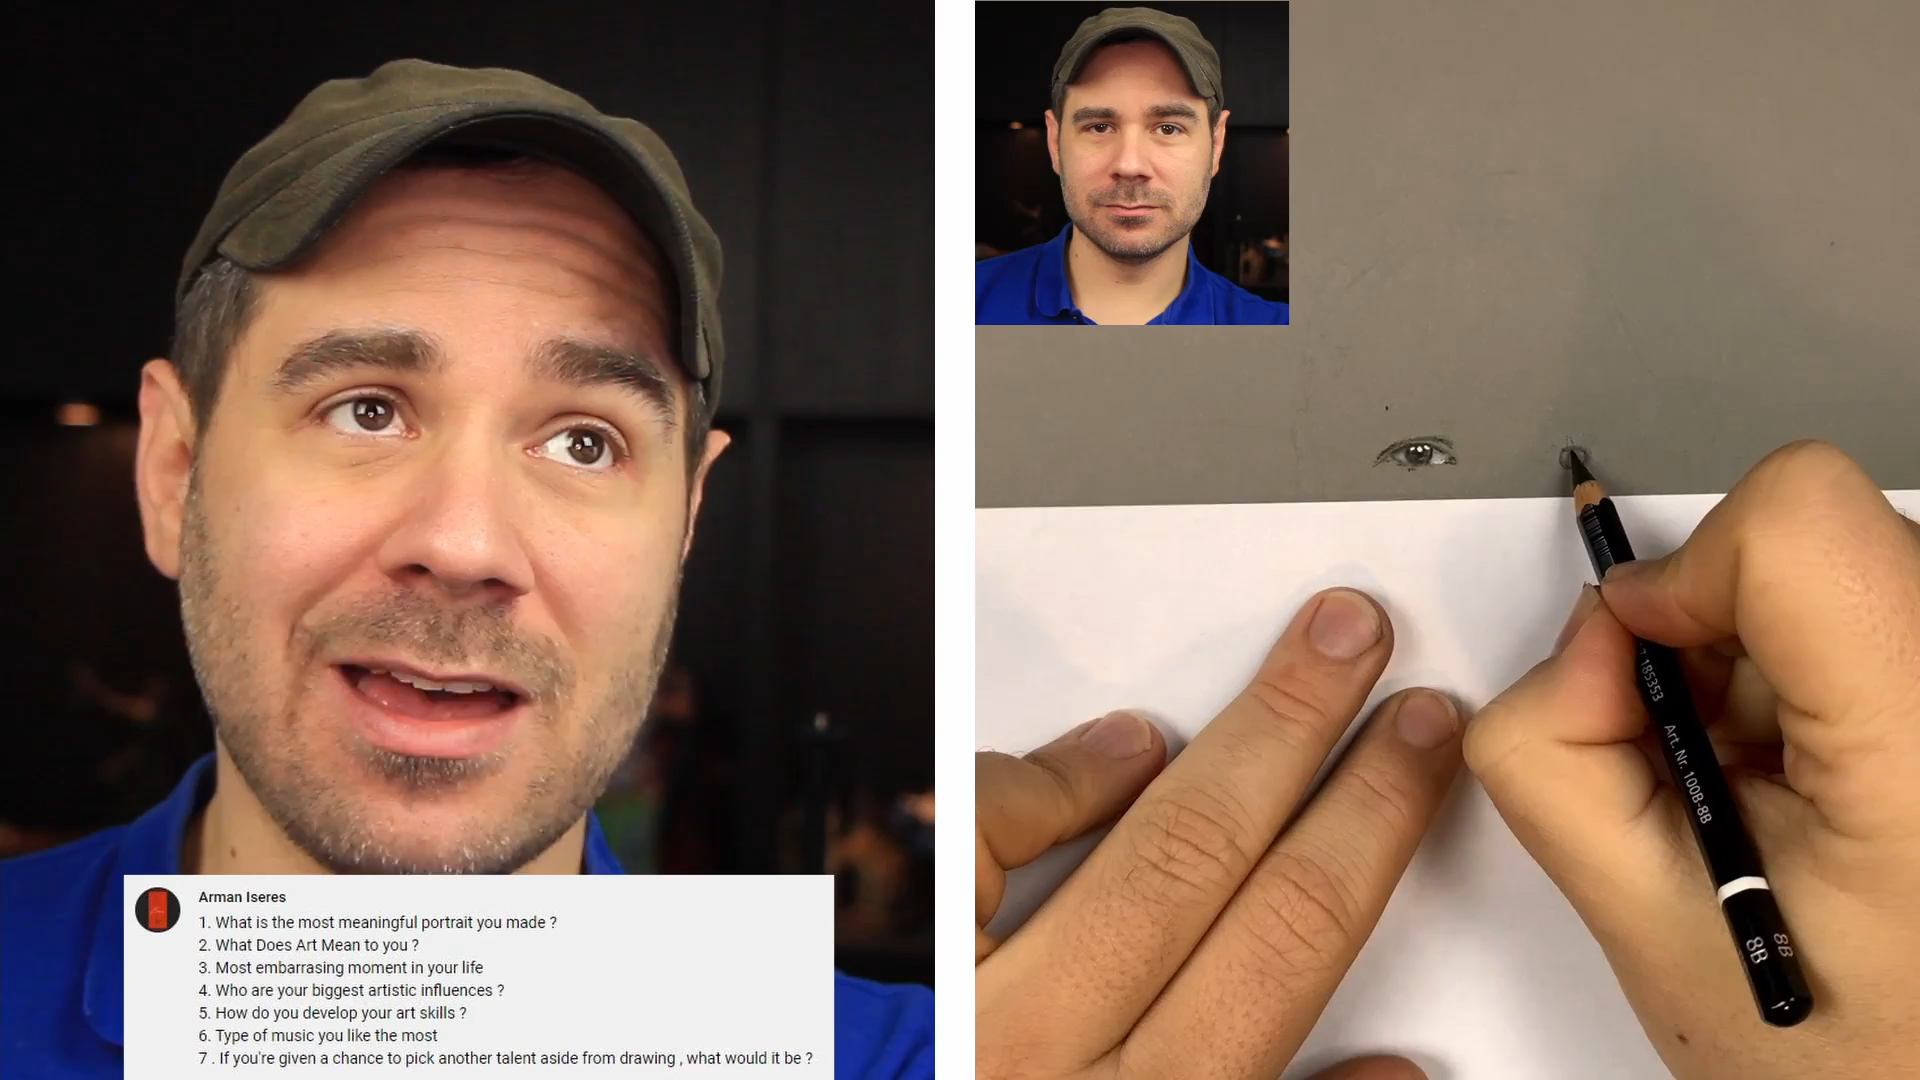 Arman Iseres
1. What is the most meaningful portrait you made ?
2. What Does Art Mean to you ?
3. Most embarrasing moment in your life
4. Who are your biggest artistic influences ?
5. How do you develop your art skills ?
6. Type of music you like the most
7 . If you're given a chance to pick another talent aside from drawing , what would it be ?
185353 Art. Nr. 100B-8B
8B
8B